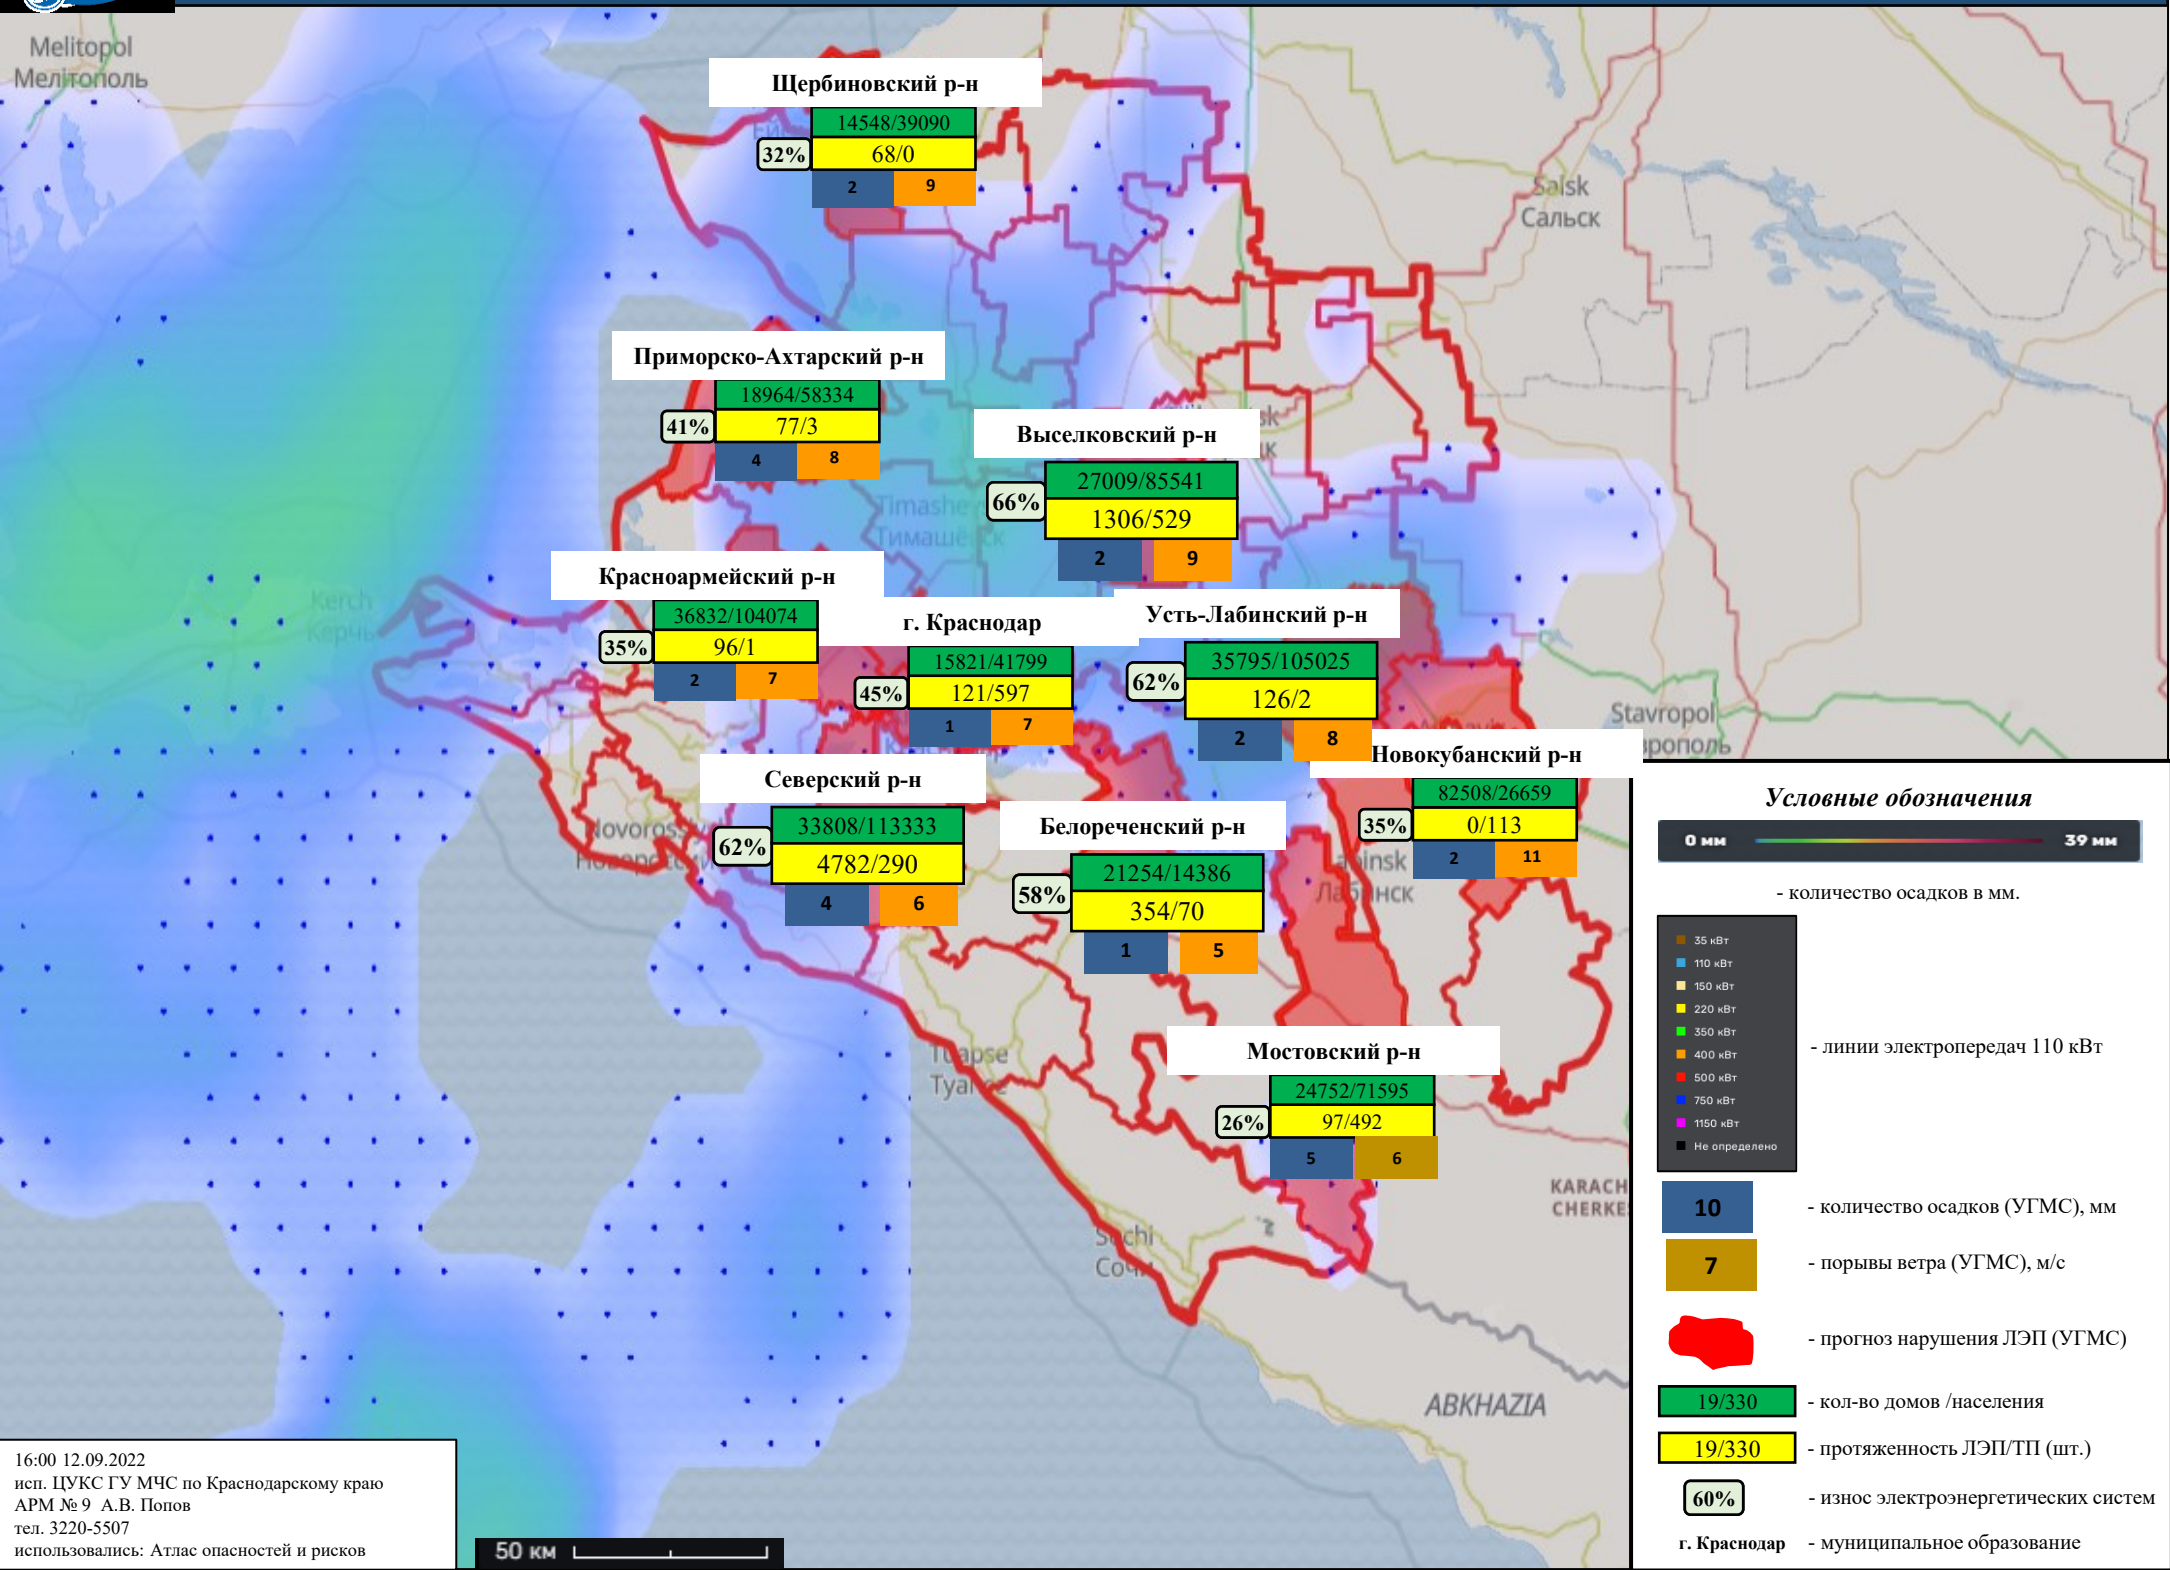 Melitopol
Мелітополь
Щербиновский р-н
14548/39090
32%
68/0
2
9
Salsk
Сальск
Приморско-Ахтарский р-н
18964/58334
41%
77/3
4
8
Выселковский р-н
27009/85541
66%
1306/529
2
9
Kerch
Керчь
Красноармейский р-н
36832/104074
35%
96/1
2
7
г. Краснодар
15821/41799
45%
121/597
1
7
Усть-Лабинский р-н
35795/105025
62%
126/2
2
8
Stavropol
Новокубанский р-н
82508/26659
35%
0/113
2
11
Северский р-н
33808/113333
62%
4782/290
4
6
Белореченский р-н
21254/14386
58%
354/70
1
5
Лабинск
Tuapse
Мостовский р-н
24752/71595
26%
97/492
5
6
Sochi
Сочи
ABKHAZIA
Условные обозначения
0 мм
39 мм
- количество осадков в мм.
35 кВт
110 кВт
150 кВт
220 кВт
350 кВт
400 кВт
500 кВт
750 кВт
1150 кВт
Не определено
- линии электропередач 110 кВт
10
- количество осадков (УГМС), мм
7
- порывы ветра (УГМС), м/с
- прогноз нарушения ЛЭП (УГМС)
19/330
- кол-во домов /населения
19/330
- протяженность ЛЭП/ТП (шт.)
60%
- износ электроэнергетических систем
г. Краснодар
- муниципальное образование
16:00 12.09.2022
исп. ЦУКС ГУ МЧС по Краснодарскому краю
АРМ № 9 А.В. Попов
тел. 3220-5507
использовались: Атлас опасностей и рисков
50 км